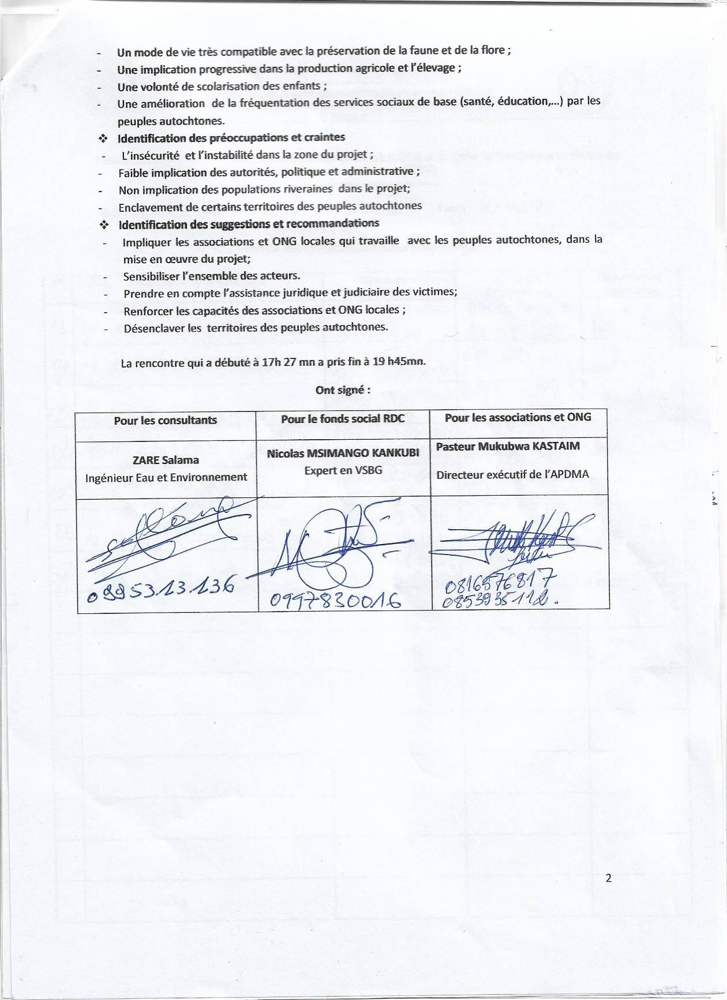 - Un mode de vie très compatible avec la préservation de la faune et de la flore ;
- Une implication progressive dans la production agricole et l'élevage ;
- Une volonté de scolarisation des enfants ;
- Une amélioration de la fréquentation des services sociaux de base (santé, éducation,...) par les
peuples autochtones.
❖ Identification des préoccupations et craintes
- L'insécurité et l'instabilité dans la zone du projet ;
- Faible implication des autorités, politique et administrative ;
- Non implication des populations riveraines dans le projet;
- Enclavement de certains territoires des peuples autochtones
❖ Identification des suggestions et recommandations
- Impliquer les associations et ONG locales qui travaille avec les peuples autochtones, dans la
mise en œuvre du projet;
- Sensibiliser l'ensemble des acteurs.
- Prendre en compte l'assistance juridique et judiciaire des victimes;
- Renforcer les capacités des associations et ONG locales ;
- Désenclaver les territoires des peuples autochtones.
La rencontre qui a débuté à 17h 27 mn a pris fin à 19 h45mn.
Ont signé :
Pour les consultants
Pour le fonds social RDC
Pour les associations et ONG
ZARE Salama
Ingénieur Eau et Environnement
Nicolas MSIMANGO KANKUBI
Expert en VSBG
Pasteur Mukubwa KASTAIM
Directeur exécutif de l'APDMA
0995313136
0997830016
0816576817
0853935112.
2